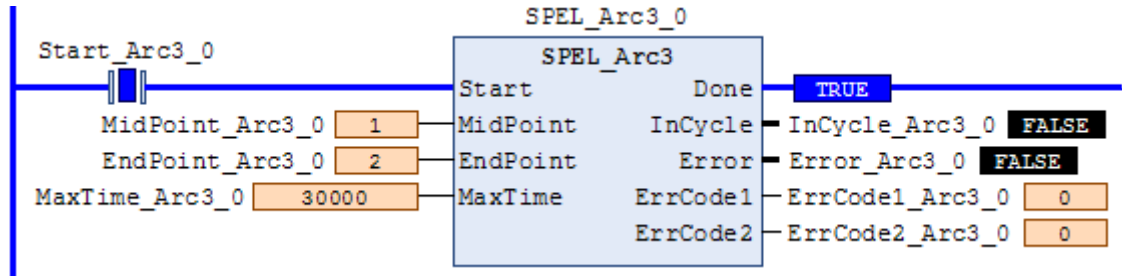 SPEL_Arc3_0
Start_Arc3_0 SPEL_Arc3
Start Done TRUE
MidPoint_Arc3_0 1 MidPoint InCycle InCycle_Arc3_0 FALSE
EndPoint_Arc3_0 2 EndPoint Error Error_Arc3_0 FALSE
MaxTime_Arc3_0 30000 MaxTime ErrCode1 ErrCode1_Arc3_0 0
ErrCode2 ErrCode2_Arc3_0 0